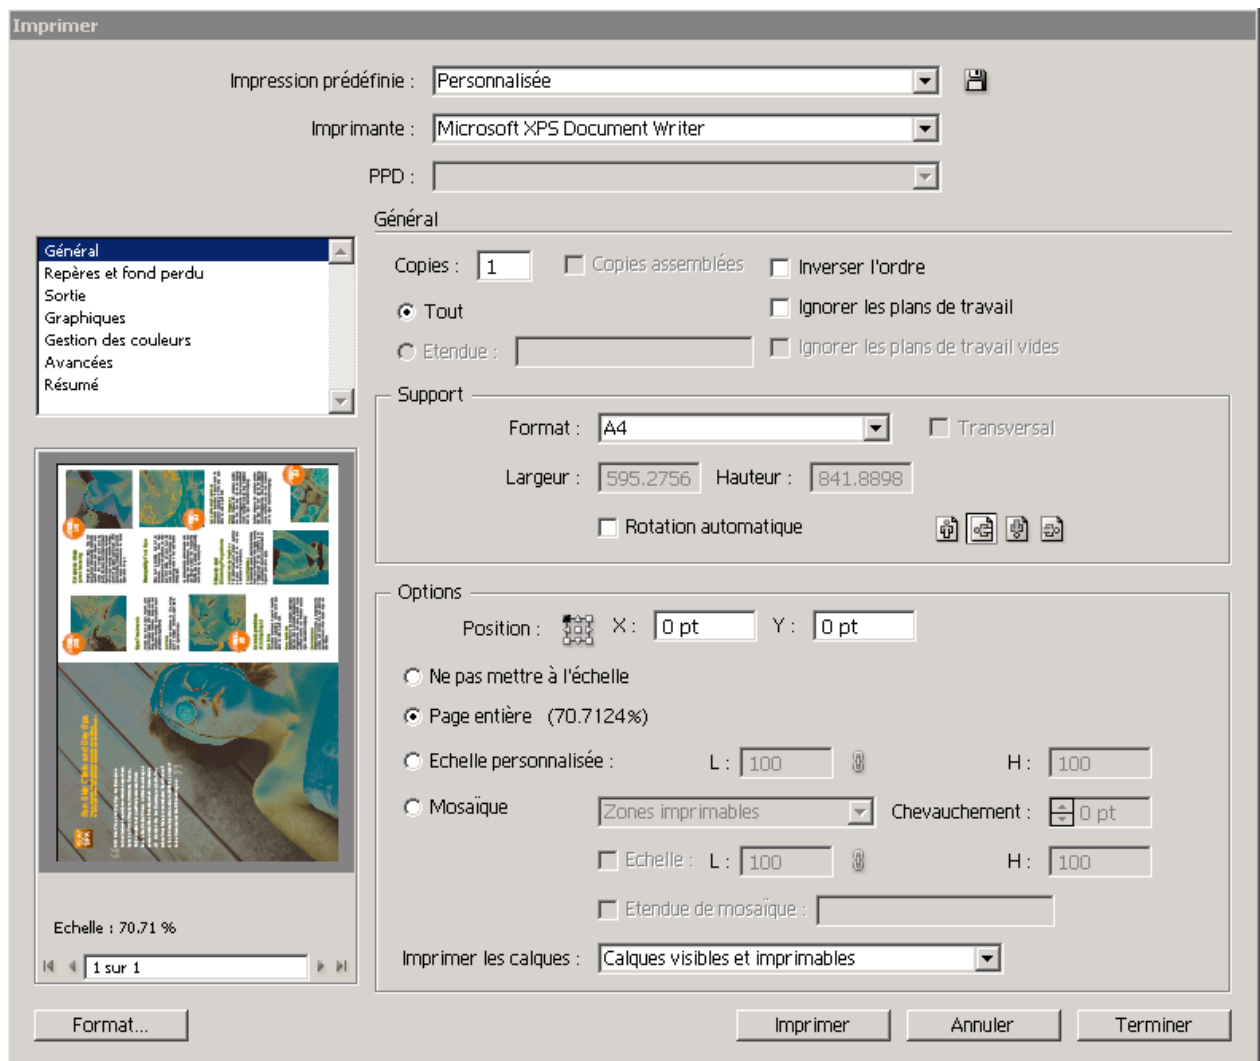 Imprimer
Impression prédéfinie : Personnalisée
Imprimante : Microsoft XPS Document Writer
PPD :
Général
Général
Repères et fond perdu
Sortie
Graphiques
Gestion des couleurs
Avancées
Résumé
Copies : 1 Copies assemblées Inverser l'ordre
Tout Ignorer les plans de travail
Etendue : Ignorer les plans de travail vides
Support
Format : A4 Transversal
Largeur : 595.2756 Hauteur : 841.8898
Rotation automatique
Options
Position : X : 0 pt Y : 0 pt
Ne pas mettre à l'échelle
Page entière (70.7124%)
Echelle personnalisée : L : 100 H : 100
Mosaïque Zones imprimables Chevauchement : 0 pt
Echelle : L : 100 H : 100
Etendue de mosaïque :
Imprimer les calques : Calques visibles et imprimables
Echelle : 70.71 %
1 sur 1
Format... Imprimer Annuler Terminer